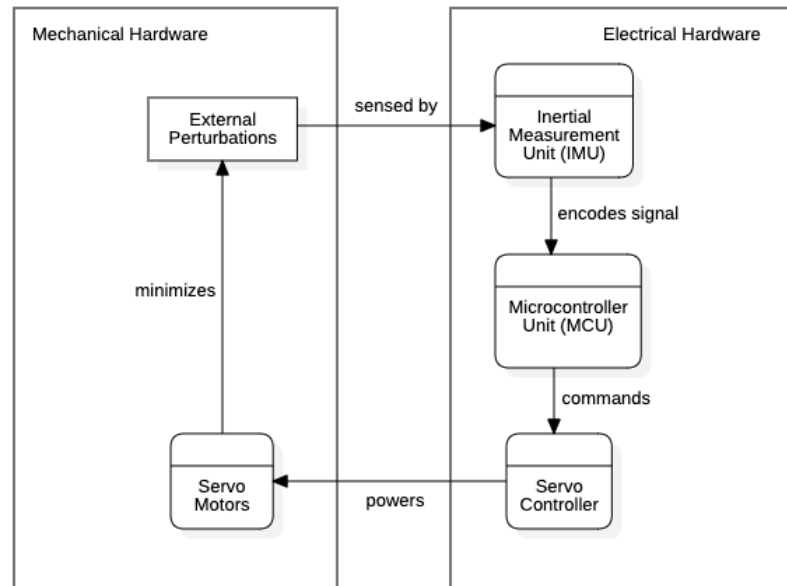 Mechanical Hardware
Electrical Hardware
External
Perturbations
sensed by
Inertial
Measurement
Unit (IMU)
encodes signal
minimizes
Microcontroller
Unit (MCU)
commands
Servo
Motors
powers
Servo
Controller